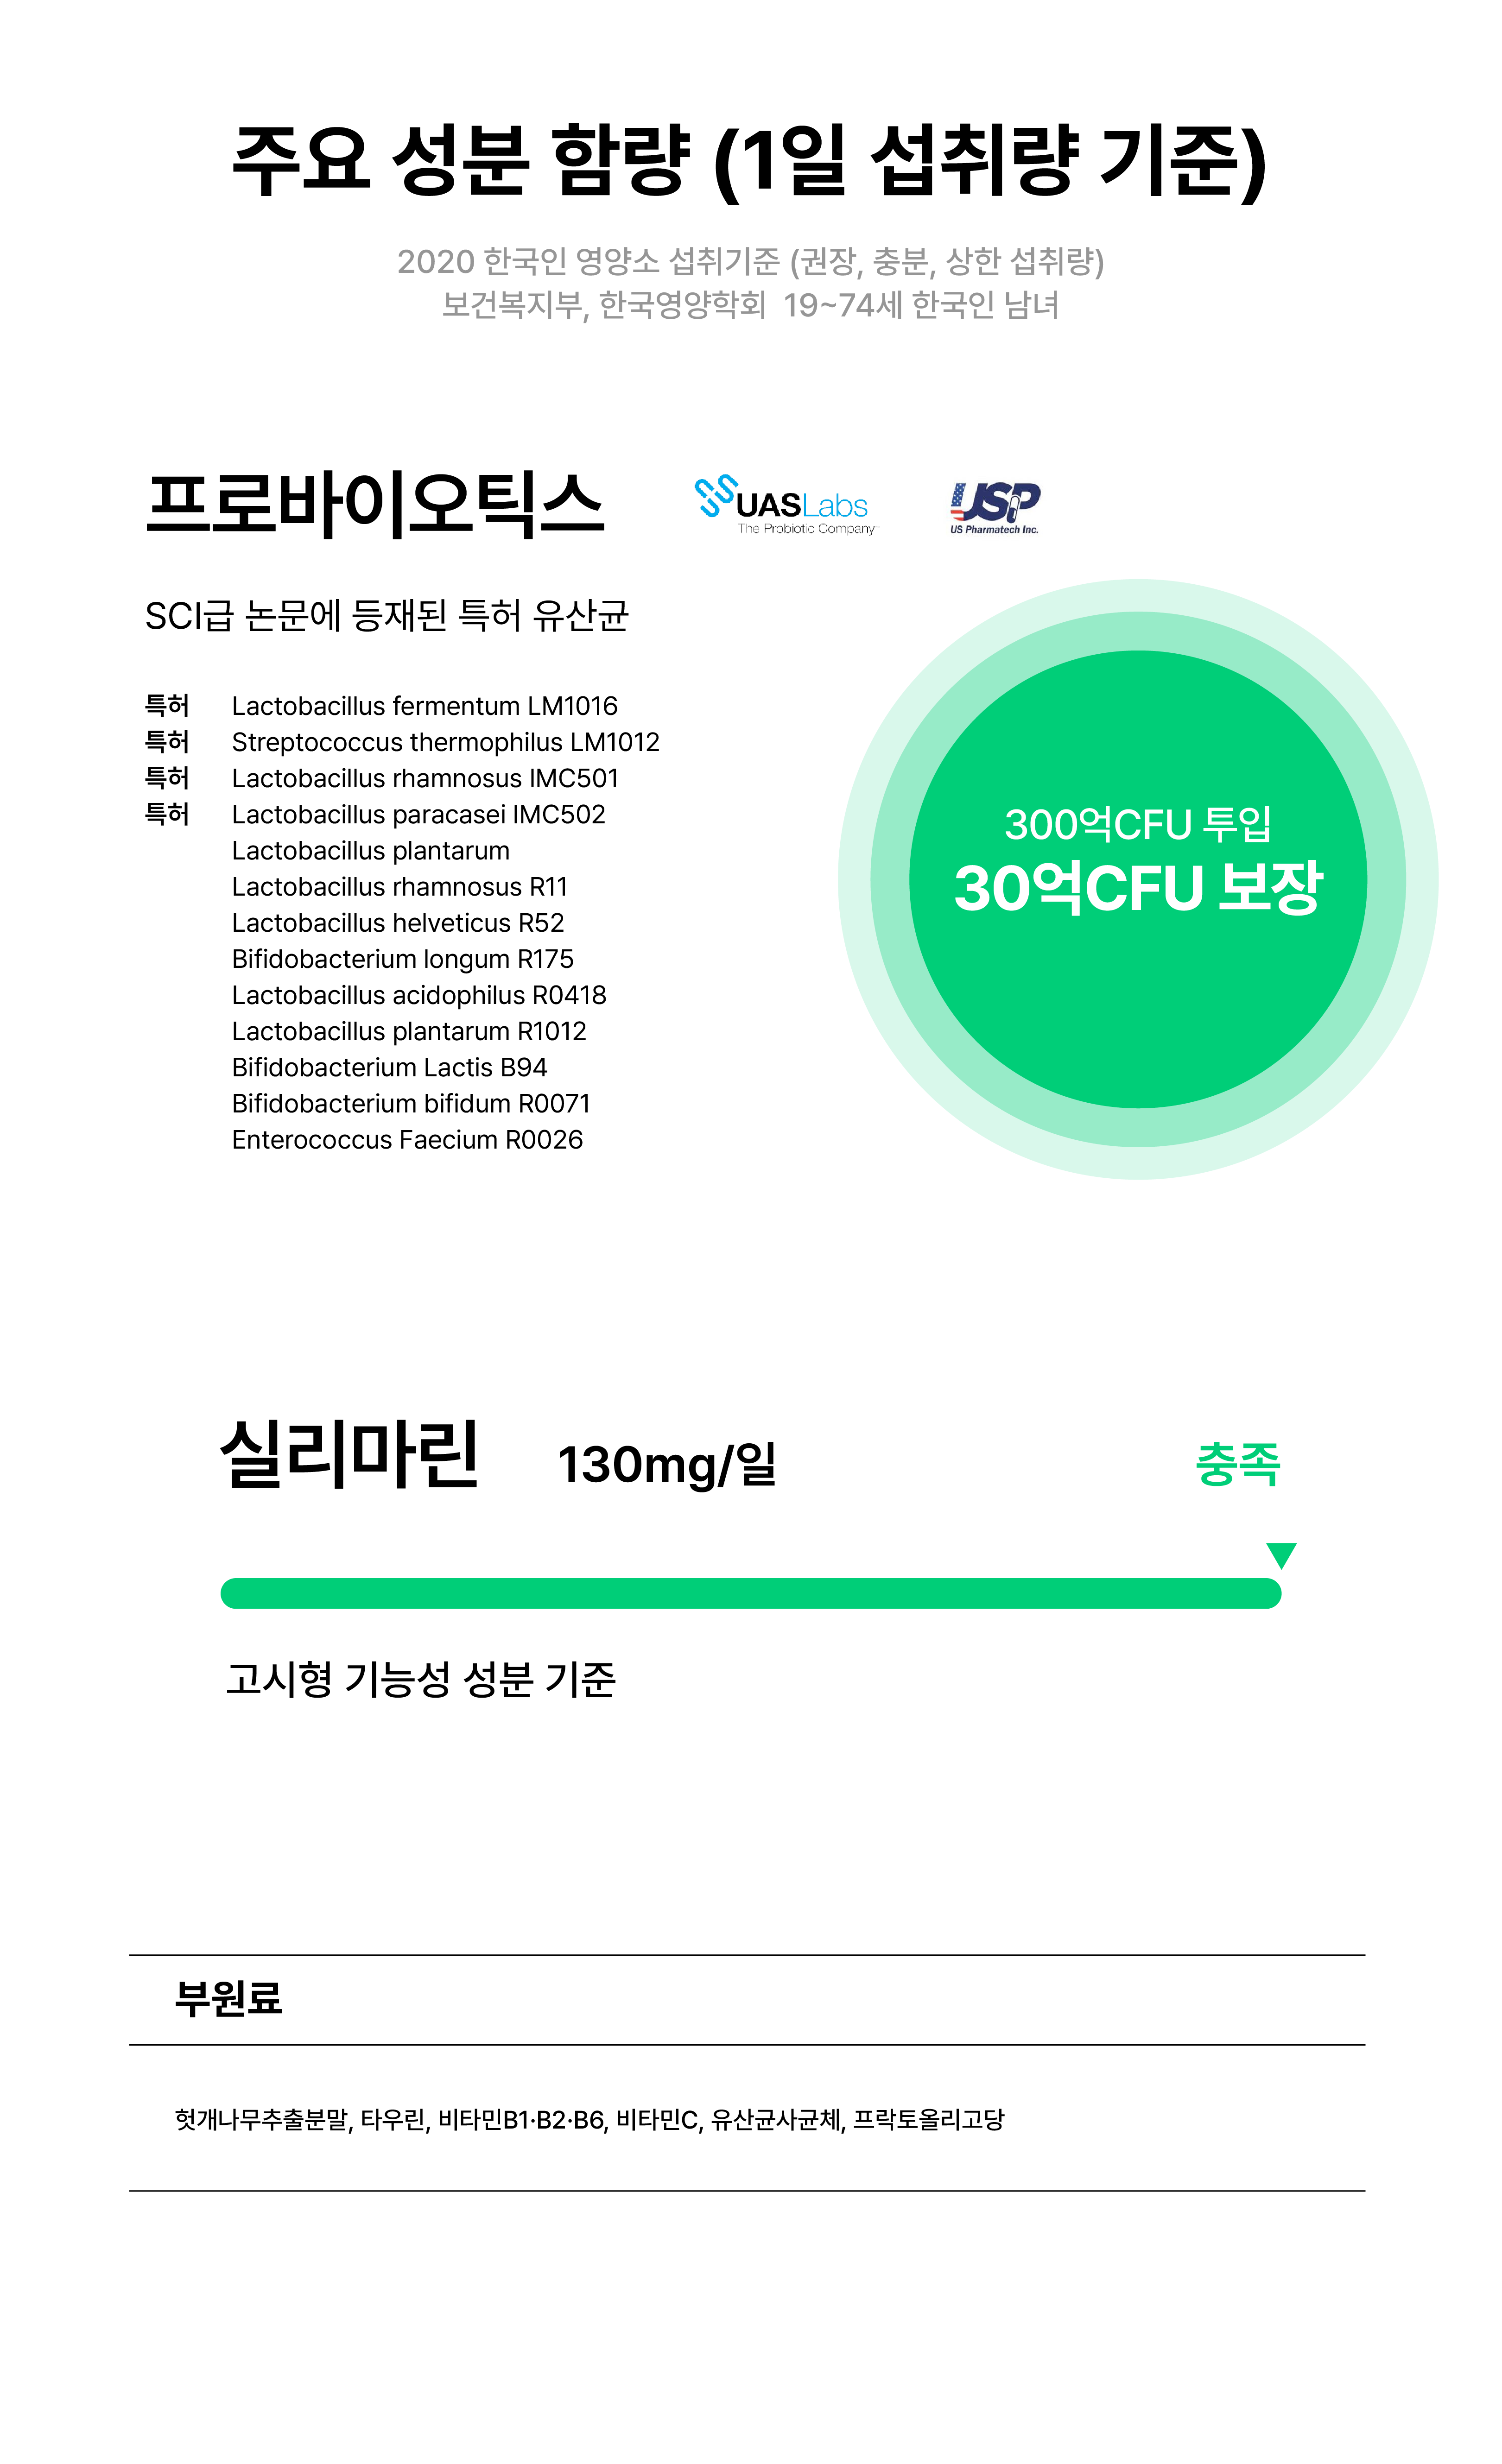 주요 성분 함량 (1일 섭취량 기준)
2020 한국인 영양소 섭취기준 (권장, 충분, 상한 섭취량)
보건복지부, 한국영양학회 19~74세 한국인 남녀
프로바이오틱스
UASLabs
The Probiotic Company
USP
US Pharmatech Inc.
SCI급 논문에 등재된 특허 유산균
특허 Lactobacillus fermentum LM1016
특허 Streptococcus thermophilus LM1012
특허 Lactobacillus rhamnosus IMC501
특허 Lactobacillus paracasei IMC502
Lactobacillus plantarum
Lactobacillus rhamnosus R11
Lactobacillus helveticus R52
Bifidobacterium longum R175
Lactobacillus acidophilus R0418
Lactobacillus plantarum R1012
Bifidobacterium Lactis B94
Bifidobacterium bifidum R0071
Enterococcus Faecium R0026
300억CFU 투입
30억CFU 보장
실리마린 130mg/일 충족
고시형 기능성 성분 기준
부원료
헛개나무추출분말, 타우린, 비타민B1·B2·B6, 비타민C, 유산균사균체, 프락토올리고당